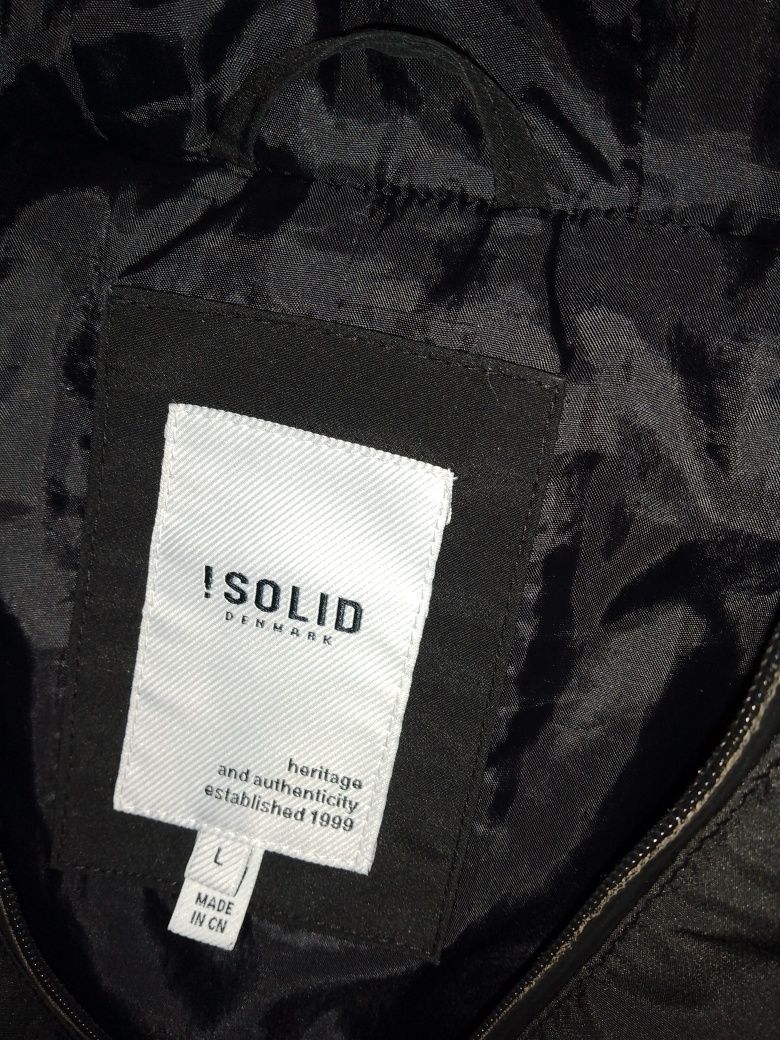 !SOLID
DENMARK
heritage
and authenticity
established 1999
L
MADE
IN CN